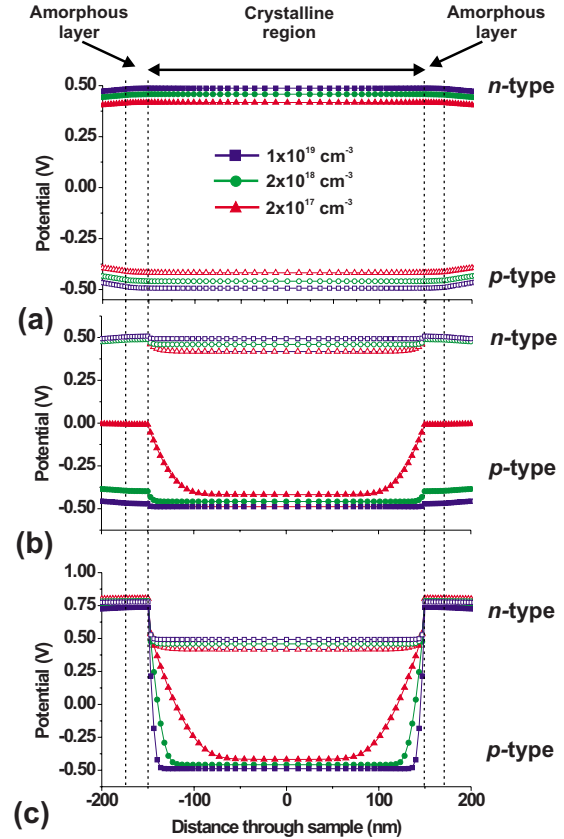 Amorphous layer
Crystalline region
Amorphous layer
0.50
0.25
0.00
-0.25
-0.50
Potential (V)
n-type
1x10¹⁹ cm⁻³
2x10¹⁸ cm⁻³
2x10¹⁷ cm⁻³
p-type
(a)
0.50
0.25
0.00
-0.25
-0.50
Potential (V)
n-type
p-type
(b)
1.00
0.75
0.50
0.25
0.00
-0.25
-0.50
Potential (V)
n-type
p-type
(c)
-200
-100
0
100
200
Distance through sample (nm)